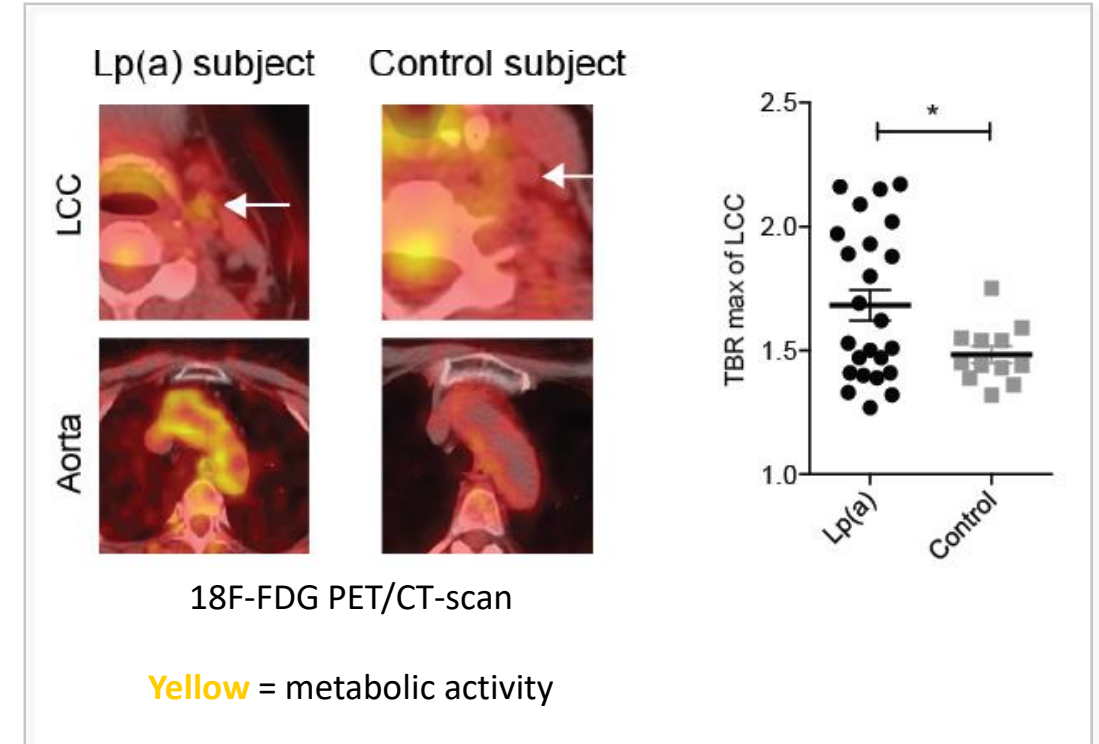 Lp(a) subject
Control subject
LCC
Aorta
18F-FDG PET/CT-scan
Yellow = metabolic activity
*
TBR max of LCC
2.5
2.0
1.5
1.0
Lp(a)
Control